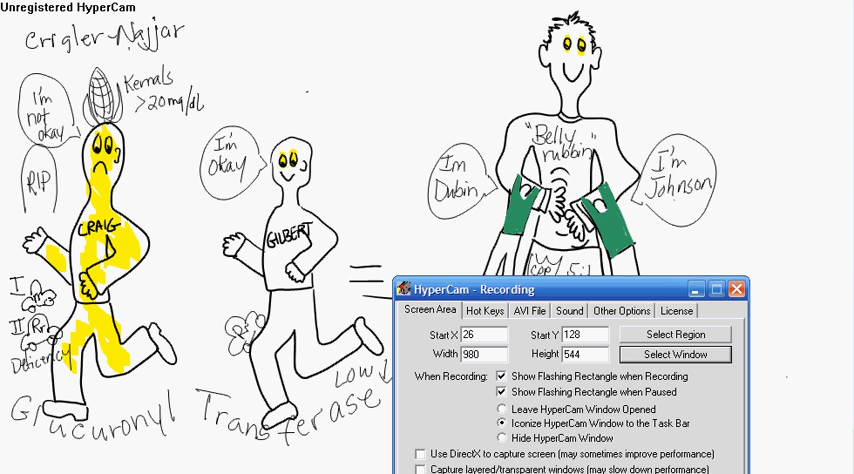 Unregistered HyperCam
Crigler-Najjar
Kernals
>20mg/dL
I'm
not
okay
RIP
CRAIG
I
II
Deficiency
Glucuronyl Transferase
I'm
Okay
GILBERT
LOW
"Belly
rubbin"
Im
Dubin
I'm
Johnson
HyperCam - Recording
Screen Area Hot Keys AVI File Sound Other Options License
Start X 26 Start Y 128 Select Region
Width 980 Height 544 Select Window
When Recording: Show Flashing Rectangle when Recording
Show Flashing Rectangle when Paused
Leave HyperCam Window Opened
Iconize HyperCam Window to the Task Bar
Hide HyperCam Window
Use DirectX to capture screen (may sometimes improve performance)
Capture layered/transparent windows (may slow down performance)